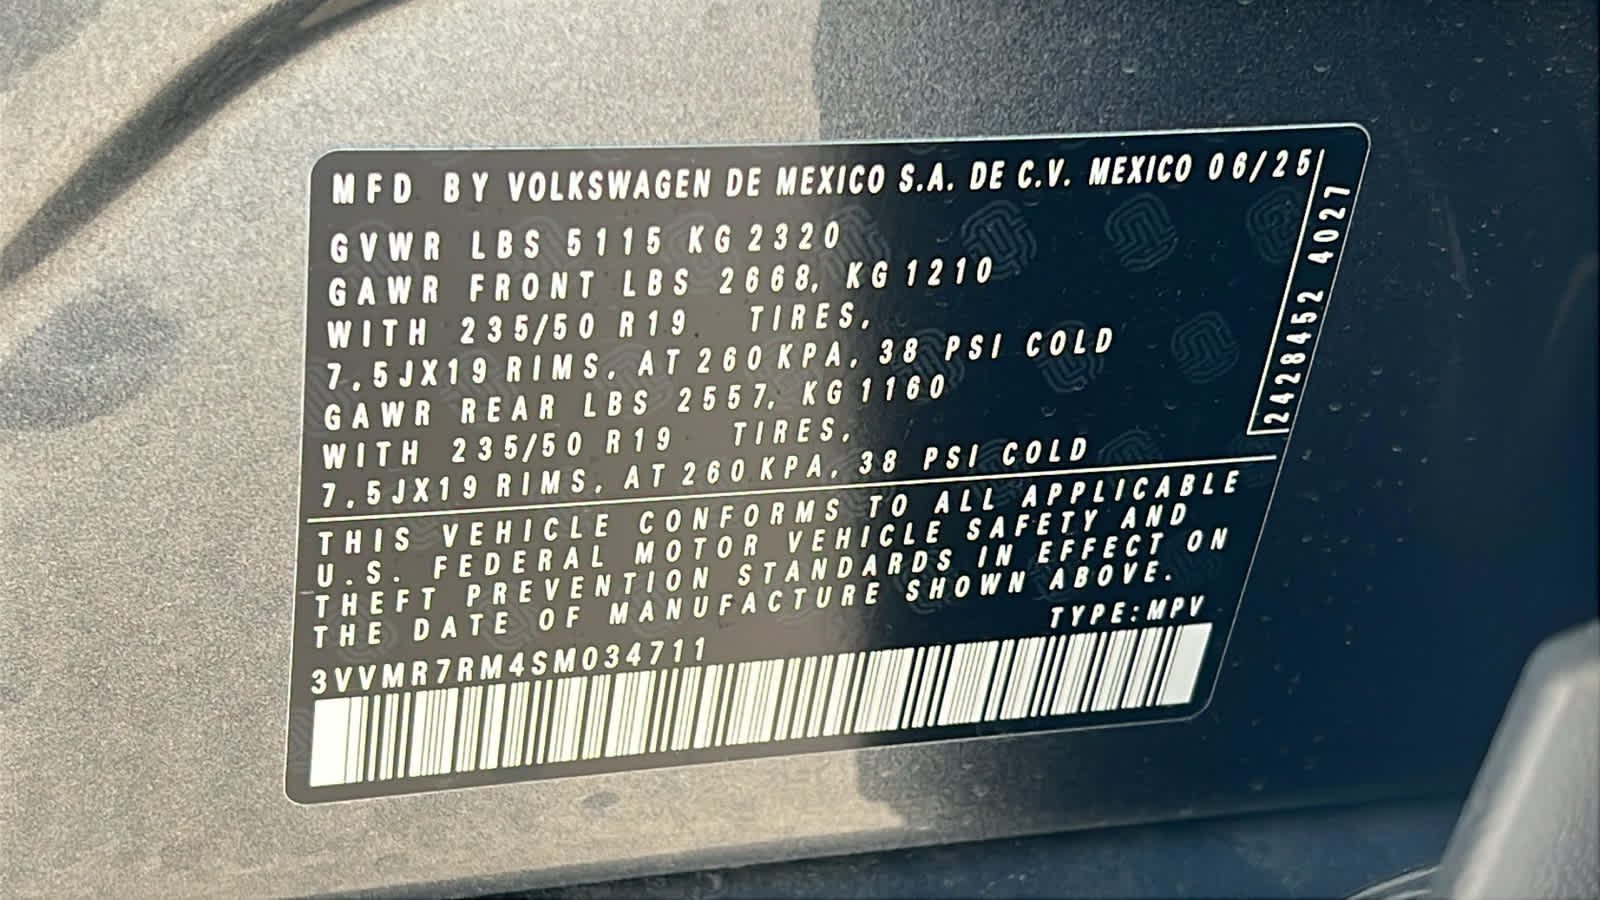 MFD BY VOLKSWAGEN DE MEXICO S.A. DE C.V. MEXICO 06/25
GVWR LBS 5115 KG 2320
GAWR FRONT LBS 2668, KG 1210
WITH 235/50 R19 TIRES,
7,5JX19 RIMS, AT 260 KPA, 38 PSI COLD
GAWR REAR LBS 2557, KG 1160
WITH 235/50 R19 TIRES,
7,5JX19 RIMS, AT 260 KPA, 38 PSI COLD
2428452 4027
THIS VEHICLE CONFORMS TO ALL APPLICABLE
U.S. FEDERAL MOTOR VEHICLE SAFETY AND
THEFT PREVENTION STANDARDS IN EFFECT ON
THE DATE OF MANUFACTURE SHOWN ABOVE.
TYPE:MPV
3VVMR7RM4SM034711